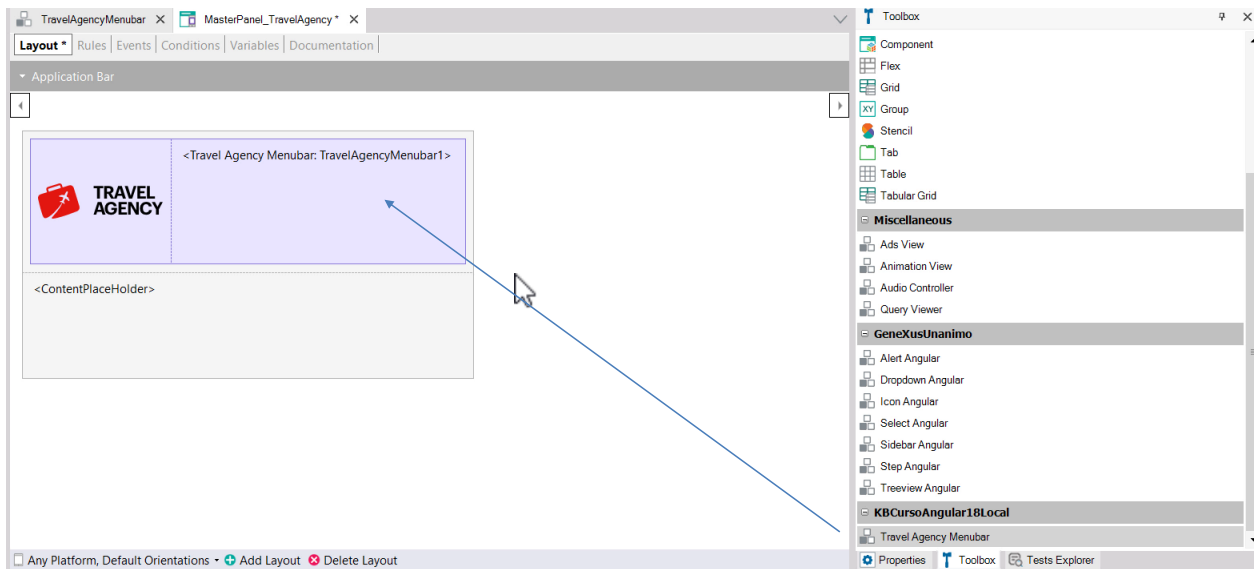 TravelAgencyMenubar
MasterPanel_TravelAgency *
Layout * Rules Events Conditions Variables Documentation
Application Bar
TRAVEL
AGENCY
<Travel Agency Menubar: TravelAgencyMenubar1>
<ContentPlaceHolder>
Any Platform, Default Orientations Add Layout Delete Layout
Toolbox
Component
Flex
Grid
XY Group
Stencil
Tab
Table
Tabular Grid
Miscellaneous
Ads View
Animation View
Audio Controller
Query Viewer
GeneXusUnanimo
Alert Angular
Dropdown Angular
Icon Angular
Select Angular
Sidebar Angular
Step Angular
Treeview Angular
KBCursoAngular18Local
Travel Agency Menubar
Properties Toolbox Tests Explorer